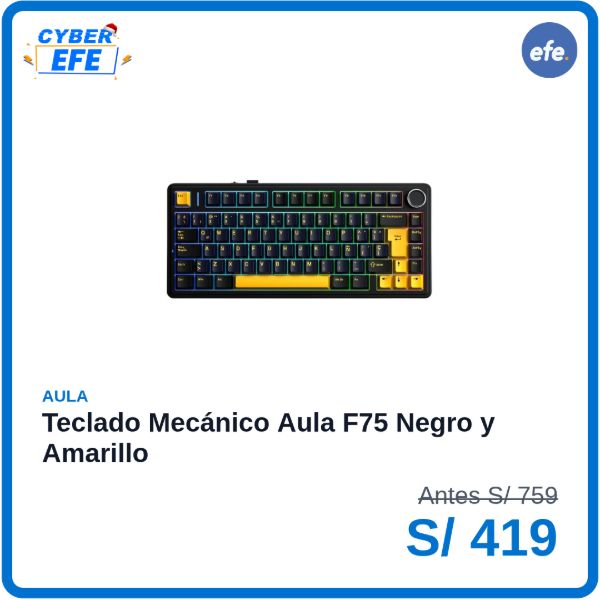 CYBER
EFE
efe.
AULA
Teclado Mecánico Aula F75 Negro y
Amarillo
Antes S/ 759
S/ 419